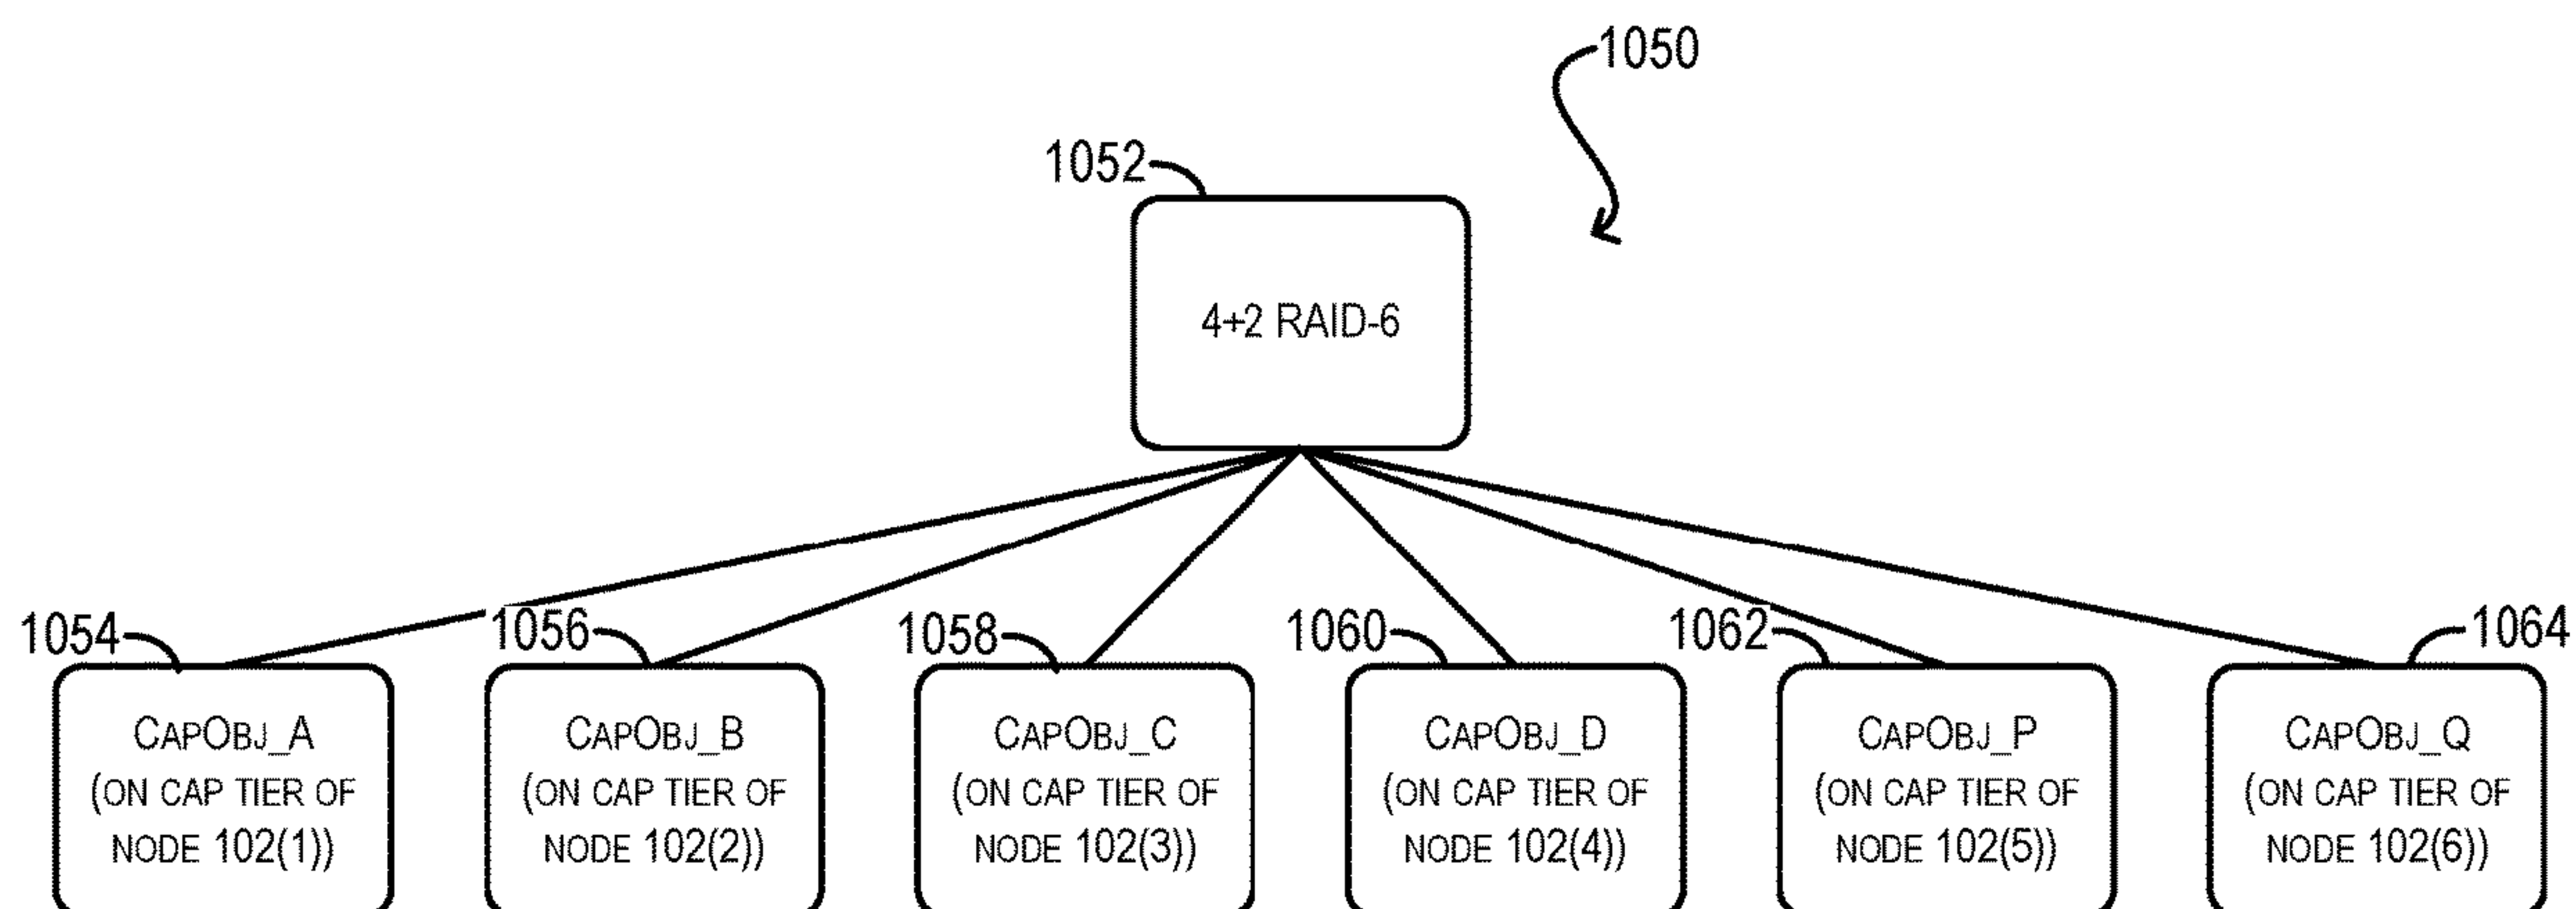 1050
1052
4+2 RAID-6
1054
1056
1058
1060
1062
1064
CAPOBJ_A
(ON CAP TIER OF
NODE 102(1))
CAPOBJ_B
(ON CAP TIER OF
NODE 102(2))
CAPOBJ_C
(ON CAP TIER OF
NODE 102(3))
CAPOBJ_D
(ON CAP TIER OF
NODE 102(4))
CAPOBJ_P
(ON CAP TIER OF
NODE 102(5))
CAPOBJ_Q
(ON CAP TIER OF
NODE 102(6))